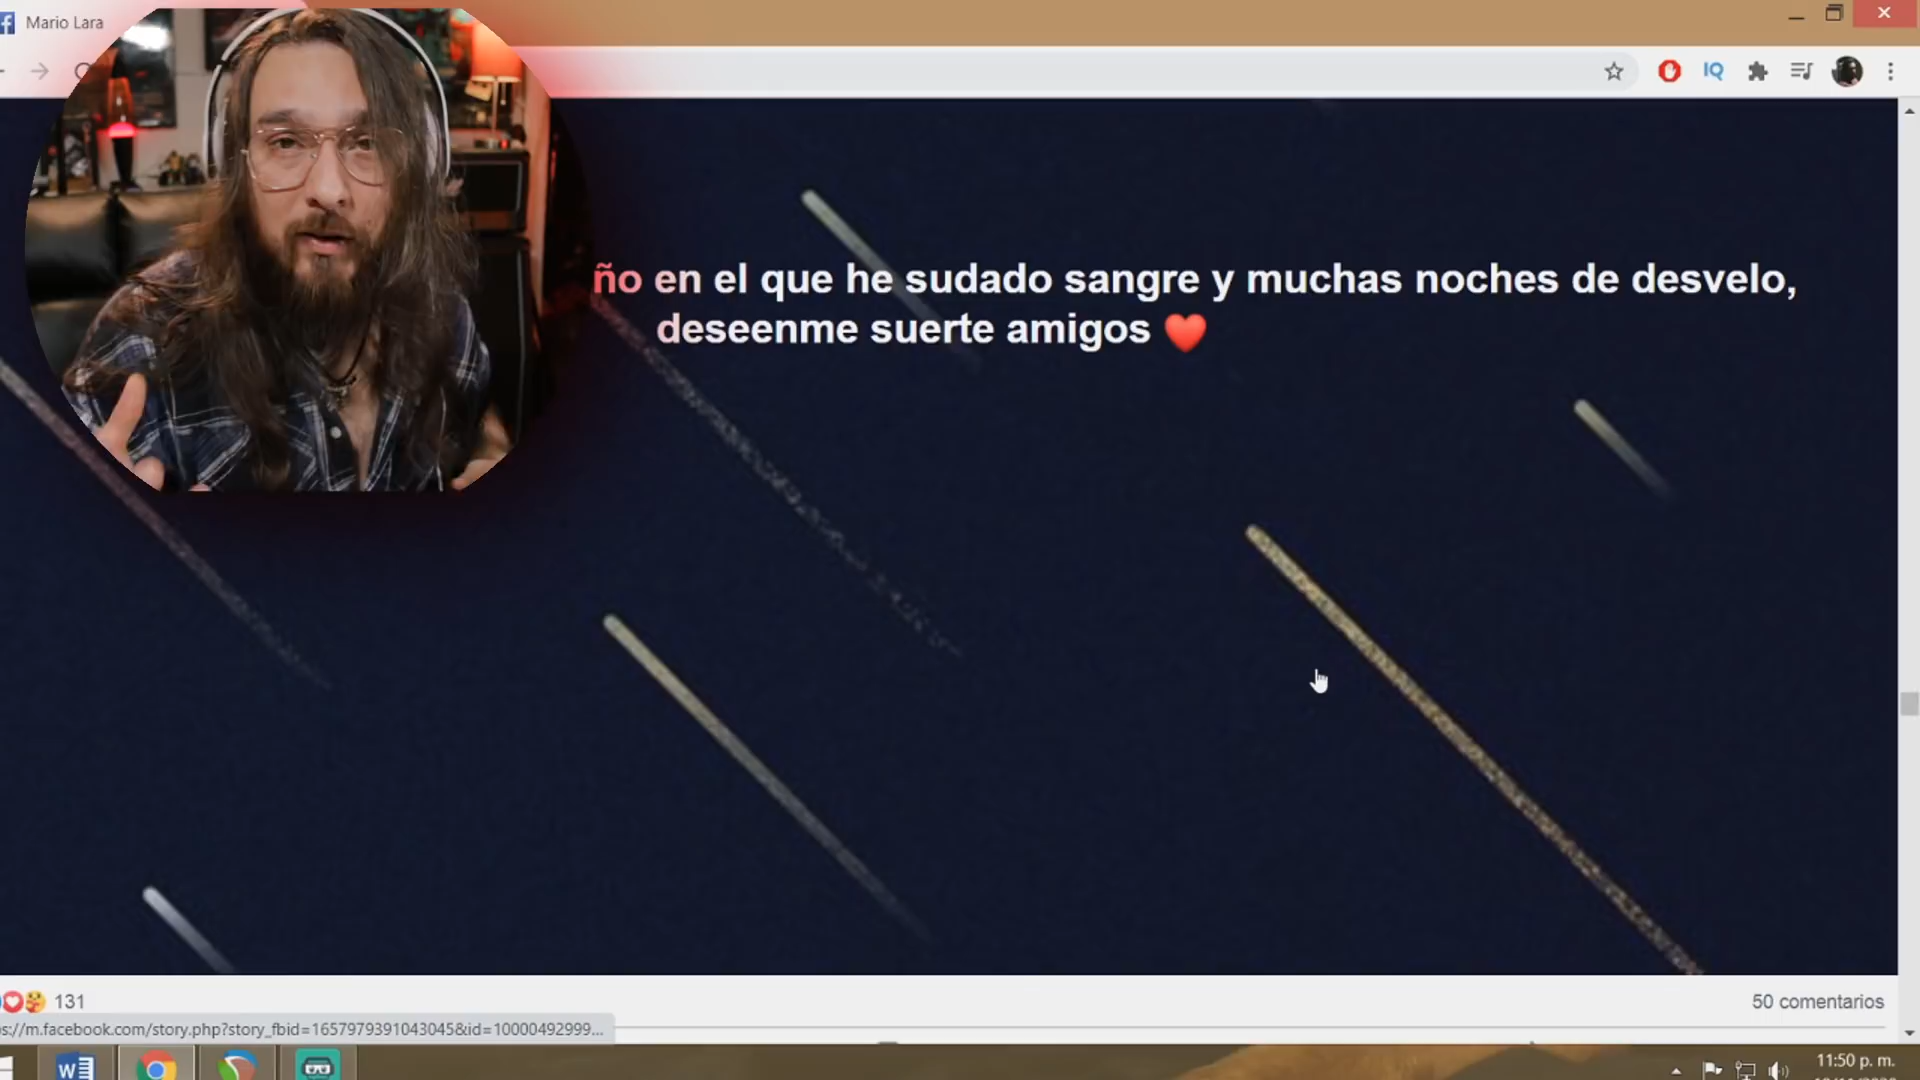 Mario Lara
IQ
ño en el que he sudado sangre y muchas noches de desvelo,
deseenme suerte amigos ❤️
131
50 comentarios
s://m.facebook.com/story.php?story_fbid=1657979391043045&id=10000492999...
11:50 p. m.